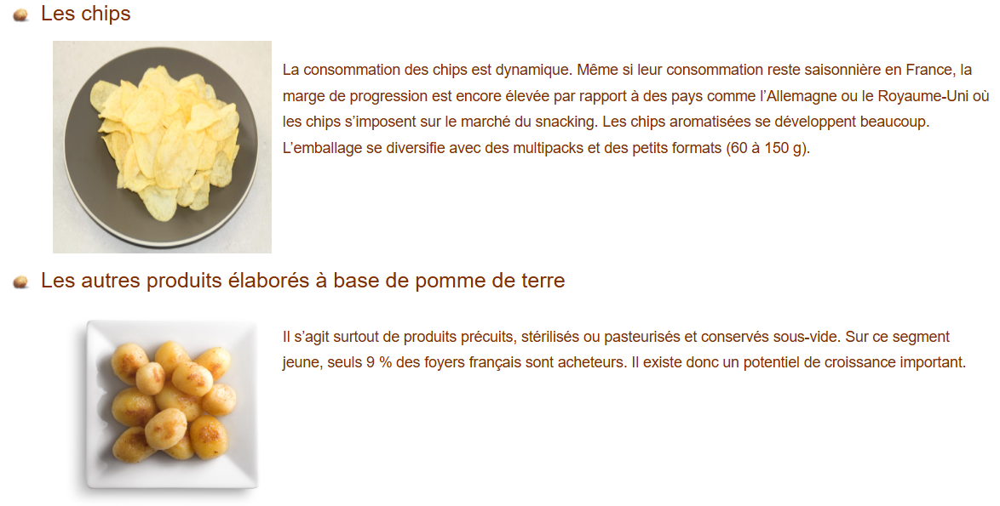 Les chips
La consommation des chips est dynamique. Même si leur consommation reste saisonnière en France, la
marge de progression est encore élevée par rapport à des pays comme l’Allemagne ou le Royaume-Uni où
les chips s’imposent sur le marché du snacking. Les chips aromatisées se développent beaucoup.
L’emballage se diversifie avec des multipacks et des petits formats (60 à 150 g).
Les autres produits élaborés à base de pomme de terre
Il s’agit surtout de produits précuits, stérilisés ou pasteurisés et conservés sous-vide. Sur ce segment
jeune, seuls 9 % des foyers français sont acheteurs. Il existe donc un potentiel de croissance important.